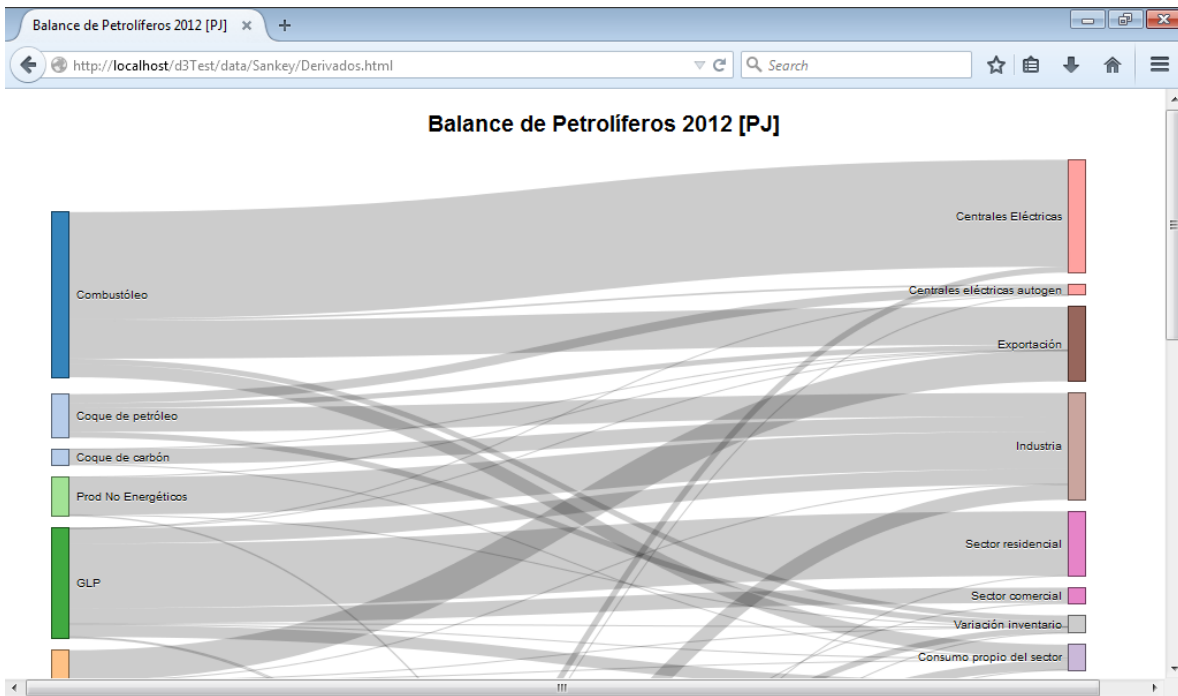 Balance de Petrolíferos 2012 [PJ]
http://localhost/d3Test/data/Sankey/Derivados.html
Search
Balance de Petrolíferos 2012 [PJ]
Centrales Eléctricas
Combustóleo
Centrales eléctricas autogen
Exportación
Coque de petróleo
Industria
Coque de carbón
Prod No Energéticos
Sector residencial
GLP
Sector comercial
Variación inventario
Consumo propio del sector